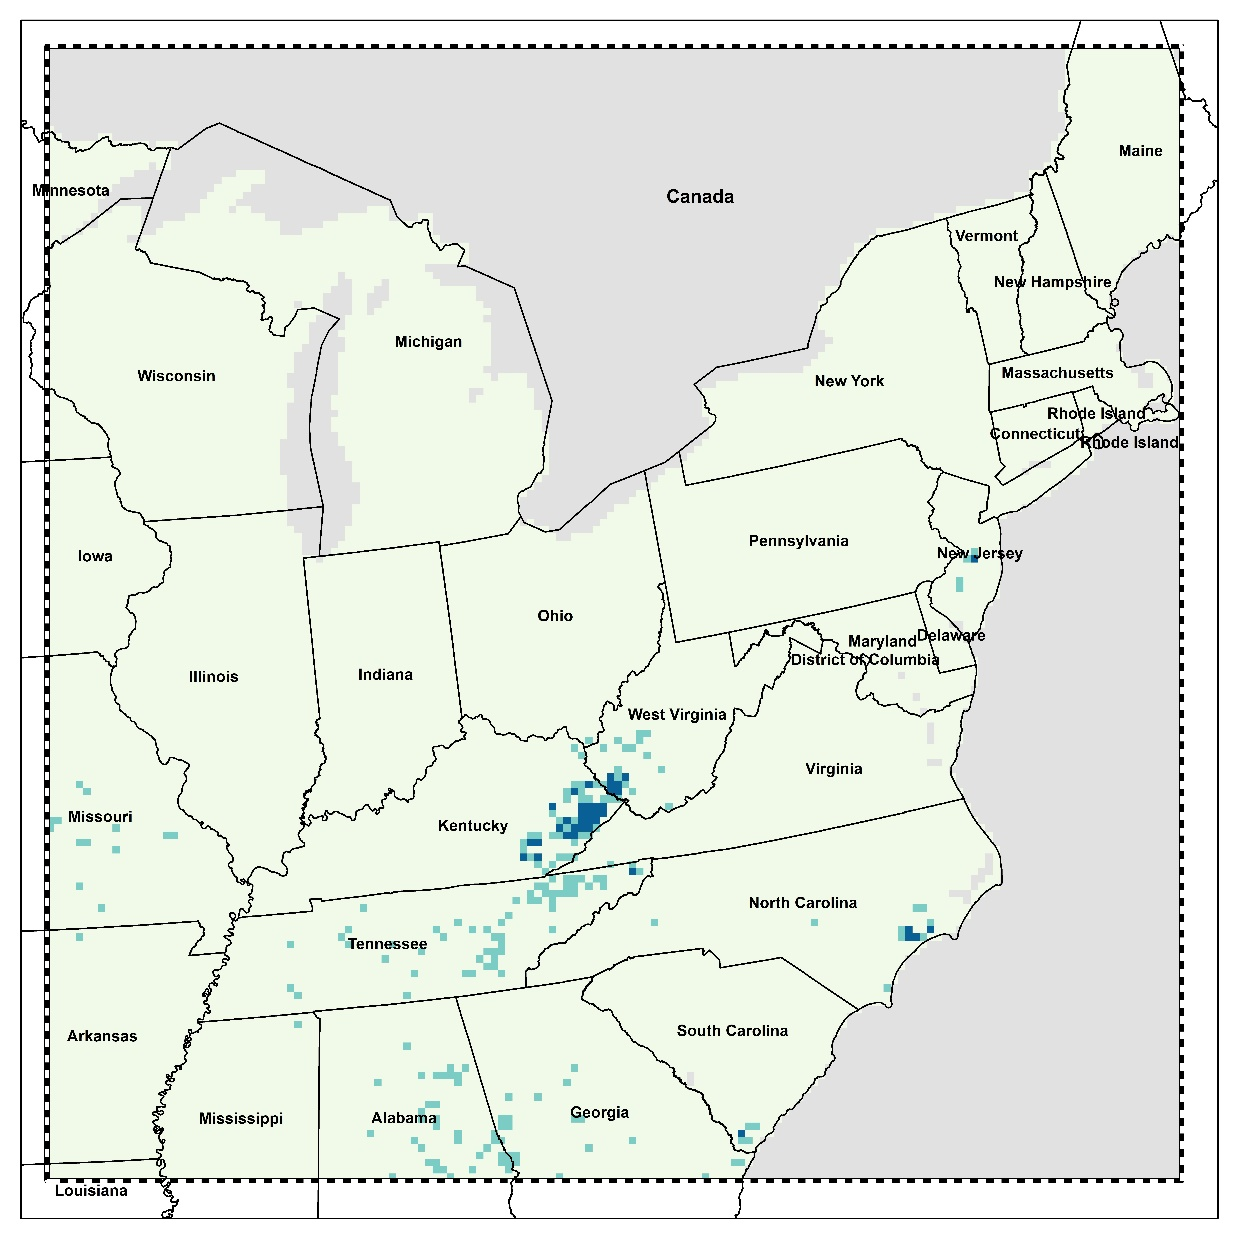 Maine
Minnesota
Canada
Vermont
New Hampshire
Michigan
Wisconsin
Massachusetts
New York
Rhode Island
Connecticut
Rhode Island
Pennsylvania
New Jersey
Iowa
Ohio
Delaware
Maryland
District of Columbia
Indiana
Illinois
West Virginia
Virginia
Missouri
Kentucky
North Carolina
Tennessee
South Carolina
Arkansas
Georgia
Alabama
Mississippi
Louisiana